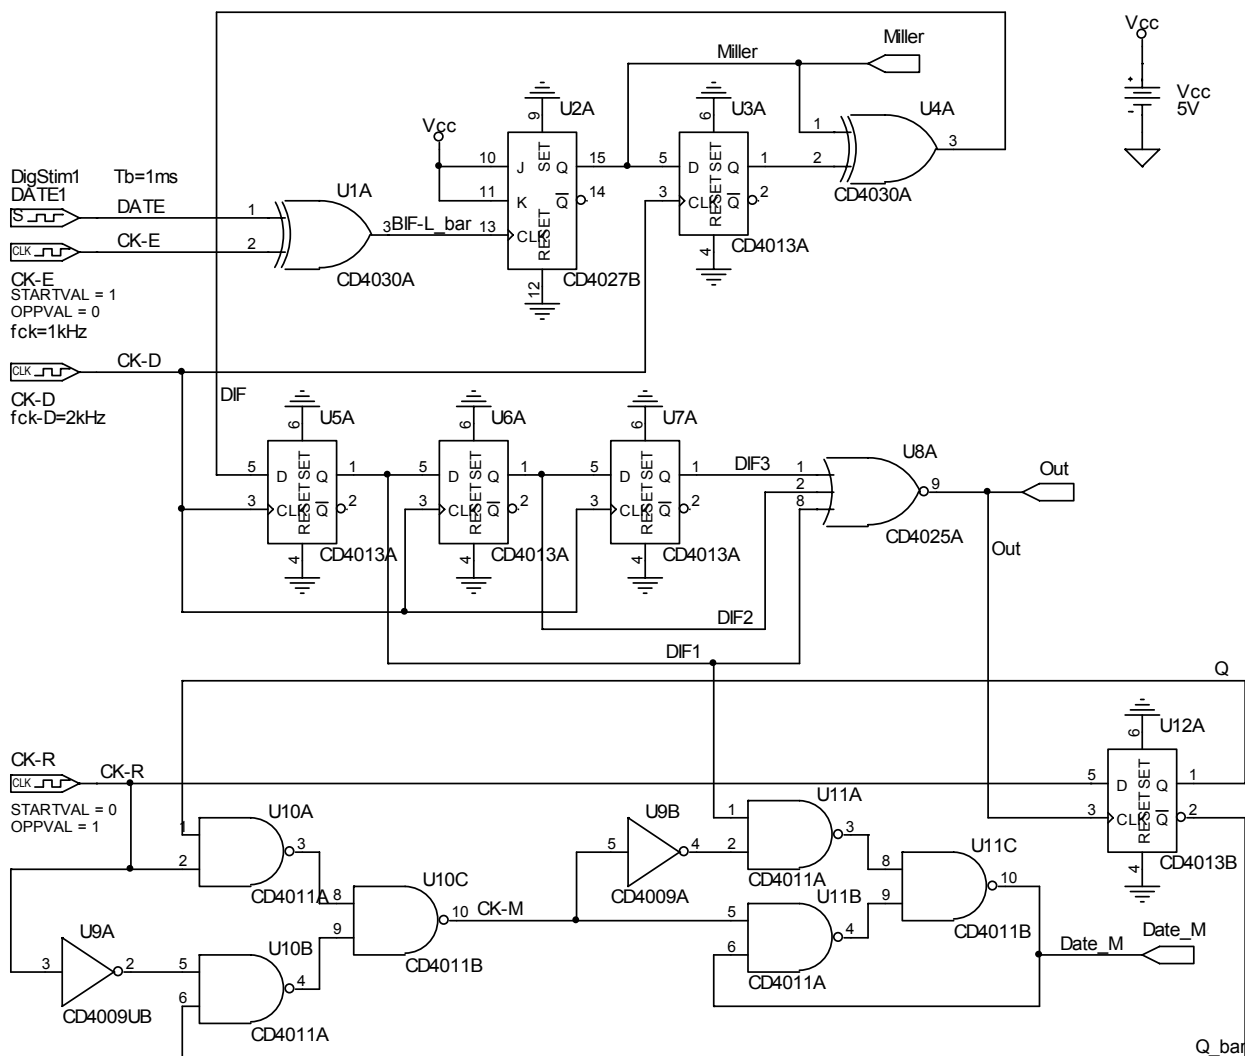 Miller
Miller
Vcc
Vcc
5V
U2A
9
SET
Vcc
10
J
Q
15
11
K
Q
14
13
CLK
RESET
12
CD4027B
U3A
6
SET
5
D
Q
1
3
CLK
Q
2
RESET
4
CD4013A
U4A
1
2
3
CD4030A
DigStim1
Tb=1ms
DATE1
S
DATE
CLK
CK-E
U1A
1
2
3
BIF-L_bar
CD4030A
CK-E
STARTVAL = 1
OPPVAL = 0
fck=1kHz
CLK
CK-D
CK-D
fck-D=2kHz
DIF
U5A
6
SET
5
D
Q
1
3
CLK
Q
2
RESET
4
CD4013A
U6A
6
SET
5
D
Q
1
3
CLK
Q
2
RESET
4
CD4013A
U7A
6
SET
5
D
Q
1
3
CLK
Q
2
RESET
4
CD4013A
DIF3
U8A
1
2
8
9
CD4025A
Out
Out
DIF2
DIF1
Q
U12A
6
SET
5
D
Q
1
3
CLK
Q
2
RESET
4
CD4013B
CK-R
CLK
CK-R
STARTVAL = 0
OPPVAL = 1
U10A
1
2
3
CD4011A
U9A
3
2
CD4009UB
U10B
5
6
4
CD4011A
U10C
8
9
10
CD4011B
CK-M
U9B
5
4
CD4009A
U11A
1
2
3
CD4011A
U11B
5
6
4
CD4011A
U11C
8
9
10
CD4011B
Date_M
Date_M
Q_bar